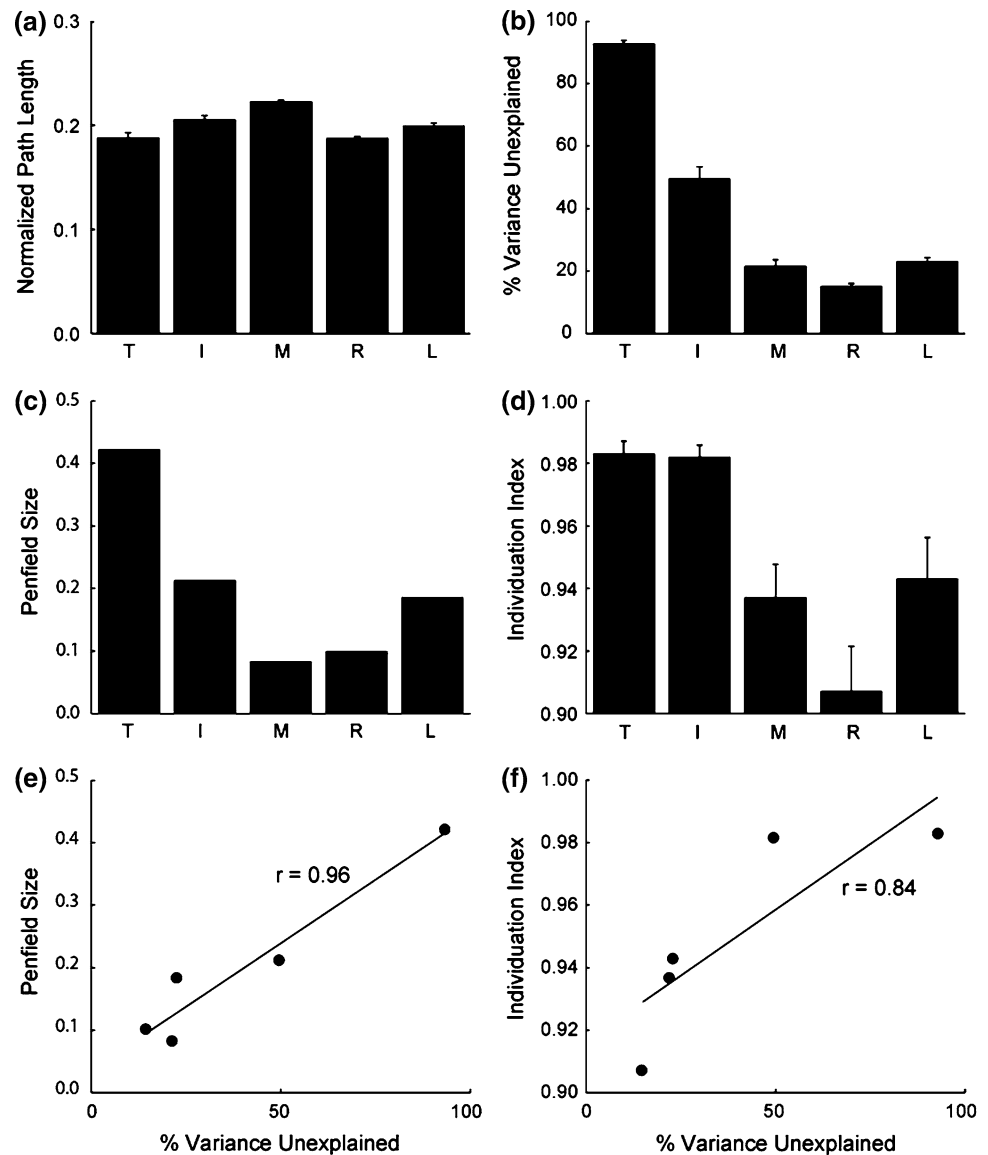 (a)
Normalized Path Length
0.3
0.2
0.1
0.0
T I M R L
(b)
% Variance Unexplained
100
80
60
40
20
0
T I M R L
(c)
Penfield Size
0.5
0.4
0.3
0.2
0.1
0.0
T I M R L
(d)
Individuation Index
1.00
0.98
0.96
0.94
0.92
0.90
T I M R L
(e)
Penfield Size
0.5
0.4
0.3
0.2
0.1
0.0
r = 0.96
0 50 100
% Variance Unexplained
(f)
Individuation Index
1.00
0.98
0.96
0.94
0.92
0.90
r = 0.84
0 50 100
% Variance Unexplained